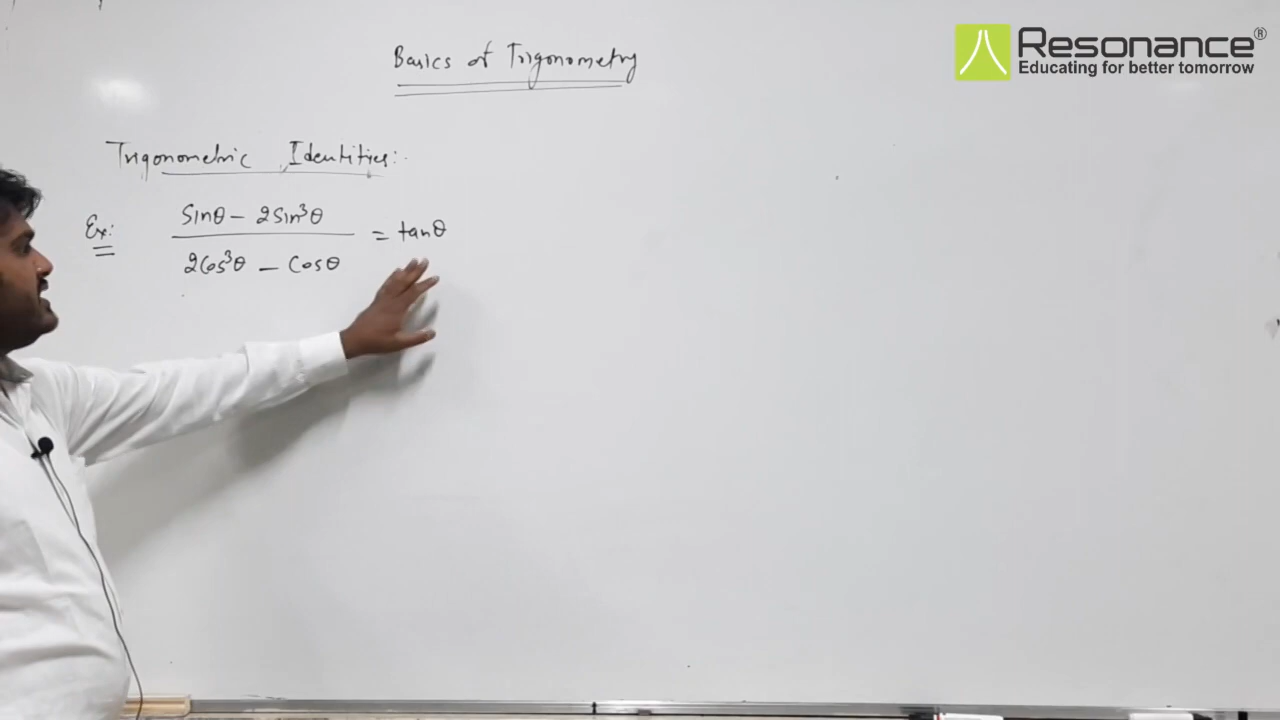 Basics of Trigonometry
Resonance®
Educating for better tomorrow
Trigonometric Identities:
Ex: Sinθ - 2Sin³θ / 2Cos³θ - Cosθ = tanθ